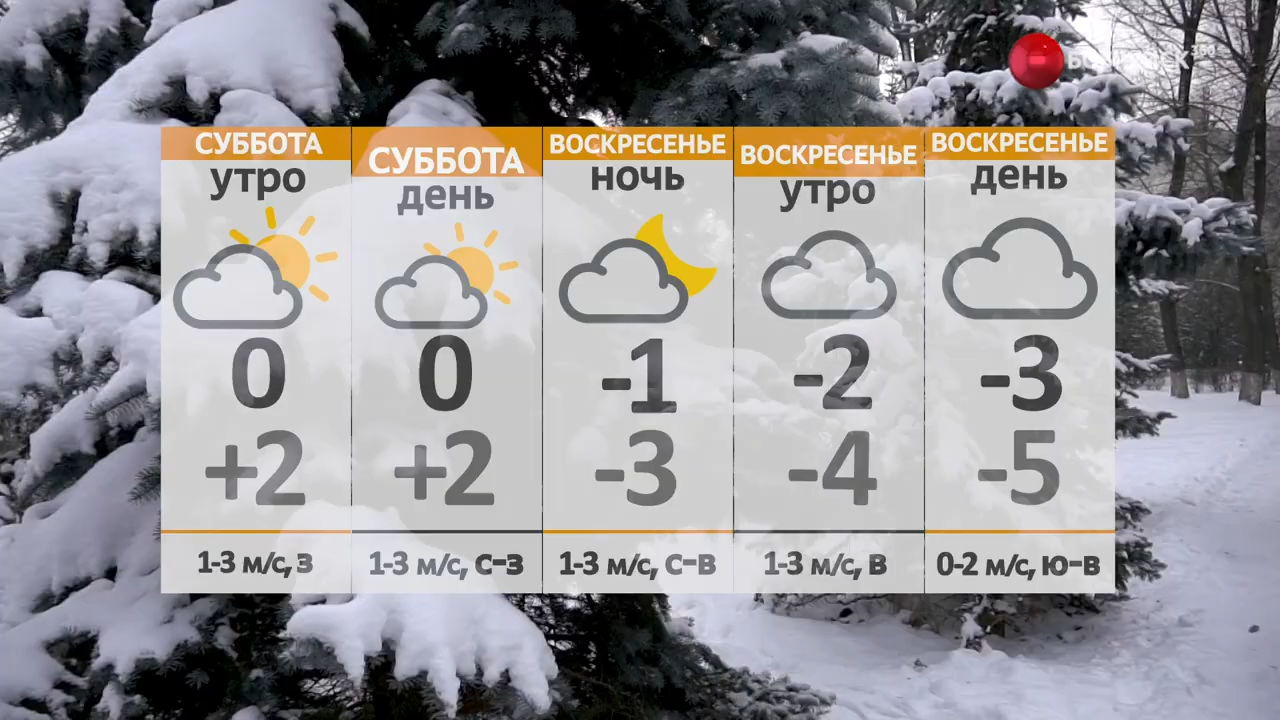 СУББОТА
утро
0
+2
1-3 м/с, з
СУББОТА
день
0
+2
1-3 м/с, с-з
ВОСКРЕСЕНЬЕ
ночь
-1
-3
1-3 м/с, с-в
ВОСКРЕСЕНЬЕ
утро
-2
-4
1-3 м/с, в
ВОСКРЕСЕНЬЕ
день
-3
-5
0-2 м/с, ю-в
360°